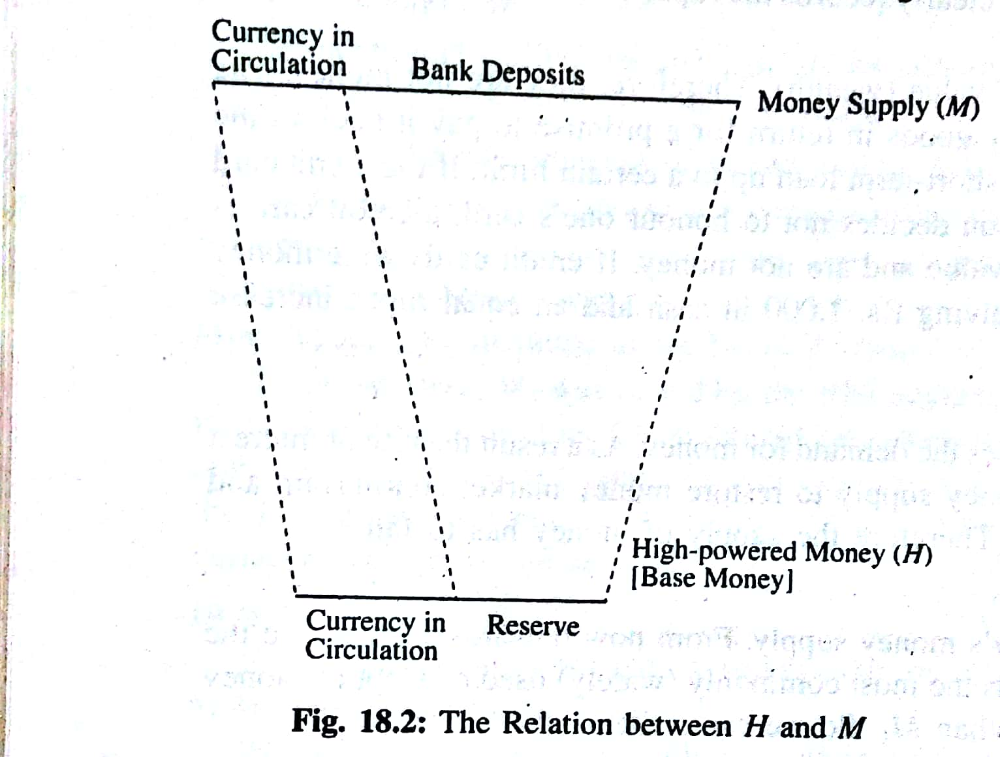 Currency in
Circulation
Bank Deposits
Money Supply (M)
High-powered Money (H)
[Base Money]
Currency in
Circulation
Reserve
Fig. 18.2: The Relation between H and M